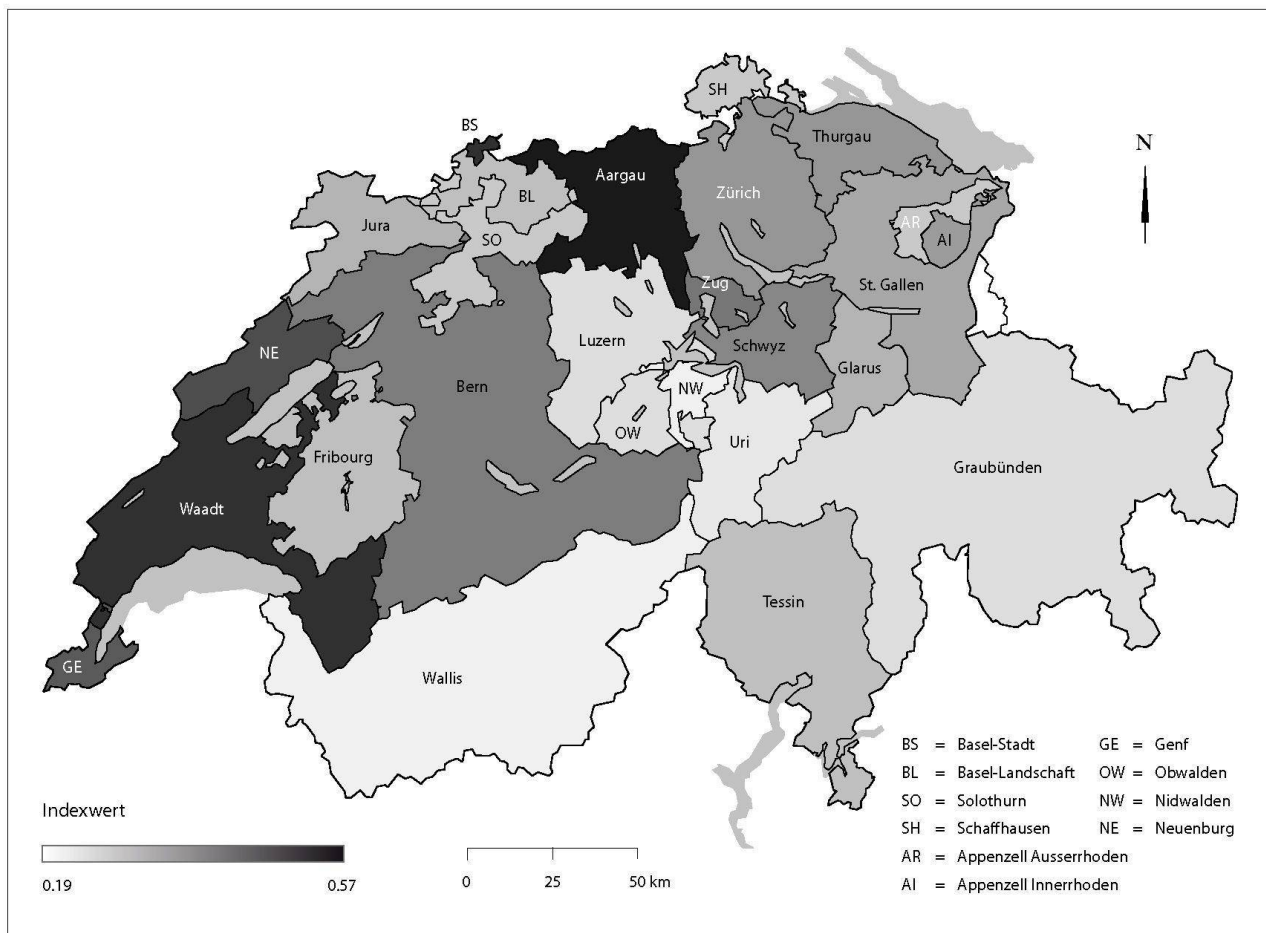 SH
BS
Thurgau
N
Aargau
Zürich
BL
Jura
AR
SO
AI
Zug
St. Gallen
Luzern
Schwyz
NE
Glarus
Bern
NW
OW
Uri
Fribourg
Graubünden
Waadt
Tessin
GE
Wallis
BS = Basel-Stadt
BL = Basel-Landschaft
SO = Solothurn
SH = Schaffhausen
AR = Appenzell Ausserrhoden
AI = Appenzell Innerrhoden
GE = Genf
OW = Obwalden
NW = Nidwalden
NE = Neuenburg
Indexwert
0.19 0.57
0 25 50 km